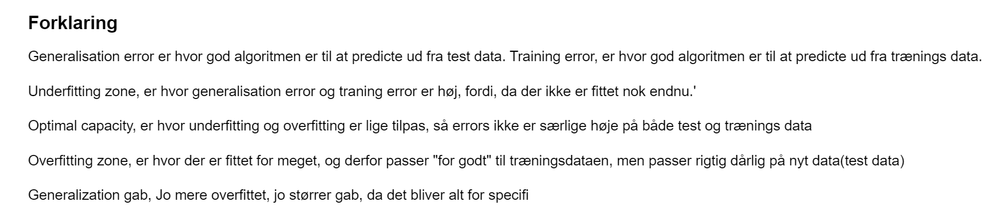 Forklaring
Generalisation error er hvor god algoritmen er til at predicte ud fra test data. Training error, er hvor god algoritmen er til at predicte ud fra trænings data.
Underfitting zone, er hvor generalisation error og traning error er høj, fordi, da der ikke er fittet nok endnu.'
Optimal capacity, er hvor underfitting og overfitting er lige tilpas, så errors ikke er særlige høje på både test og trænings data
Overfitting zone, er hvor der er fittet for meget, og derfor passer "for godt" til træningsdataen, men passer rigtig dårlig på nyt data(test data)
Generalization gab, Jo mere overfittet, jo størrer gab, da det bliver alt for specifi